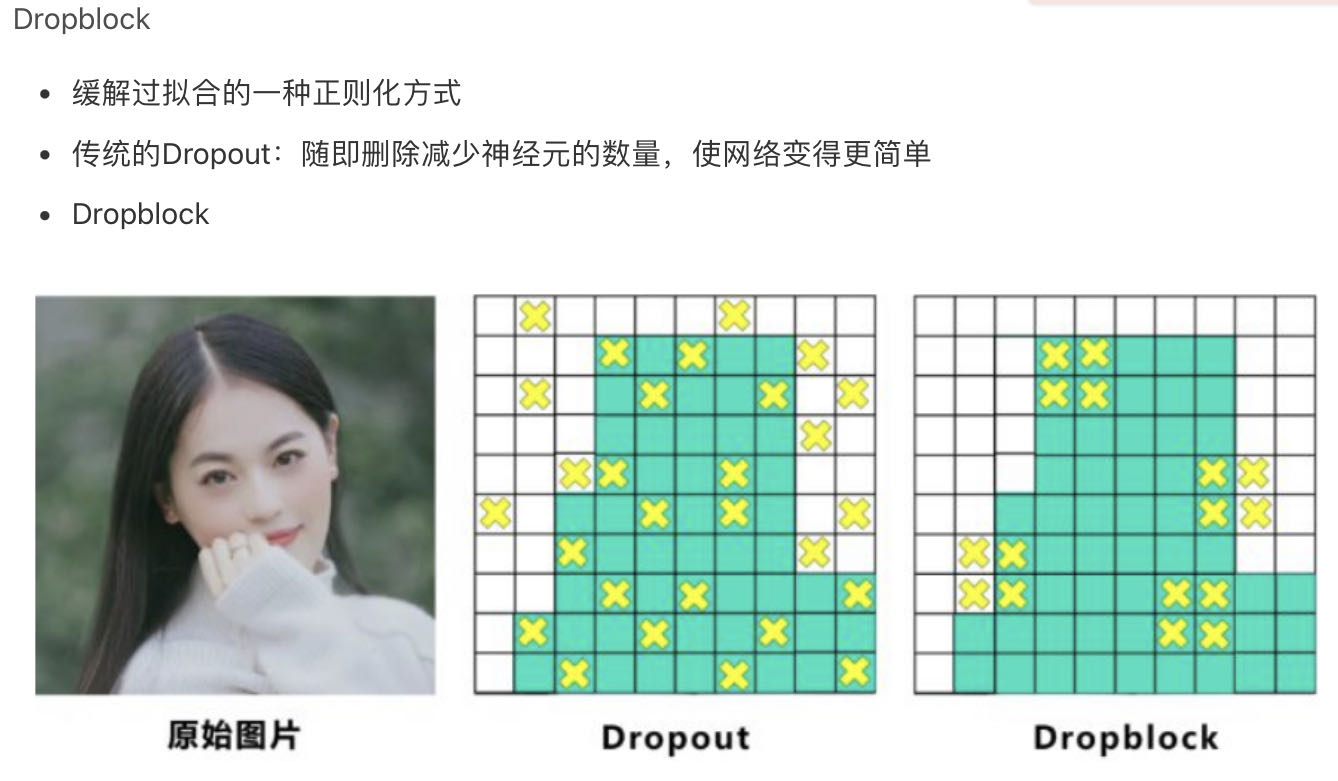 Dropblock
缓解过拟合的一种正则化方式
传统的Dropout：随即删除减少神经元的数量，使网络变得更简单
Dropblock
原始图片
Dropout
Dropblock